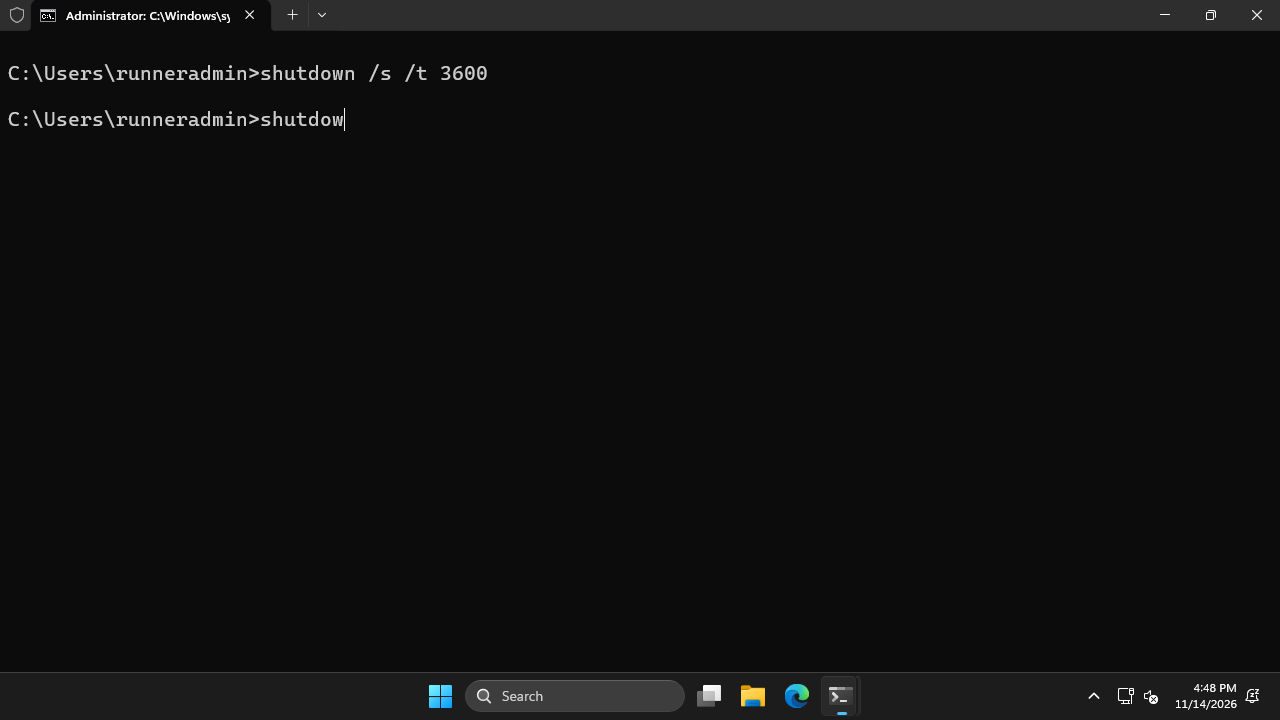 Administrator: C:\Windows\sy
C:\Users\runneradmin>shutdown /s /t 3600
C:\Users\runneradmin>shutdow
Search
4:48 PM
11/14/2026